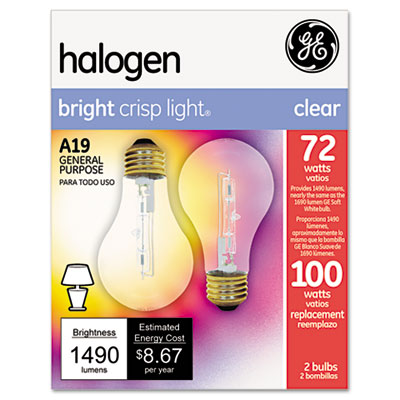 GE
halogen
bright crisp light®
clear
A19
GENERAL
PURPOSE
PARA TODO USO
72
watts
vatios
Provides 1490 lumens,
nearly the same as the
1690 lumen GE Soft
White bulb.
Proporciona 1490
lúmenes,
aproximadamente lo
mismo que la bombilla
GE Blanco Suave de
1690 lúmenes.
100
watts
vatios
replacement
reemplazo
Brightness
1490
lumens
Estimated
Energy Cost
$8.67
per year
2 bulbs
2 bombillas